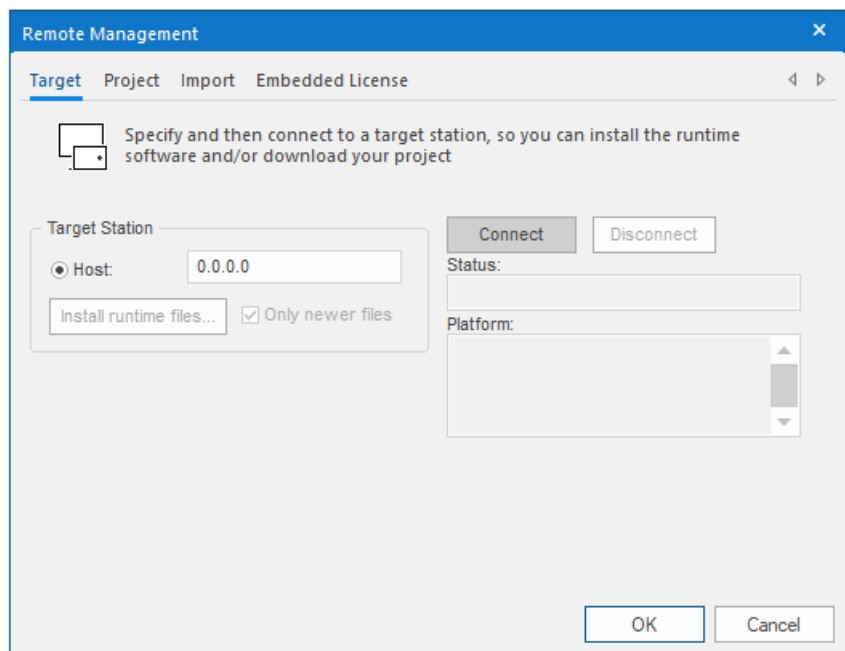 Remote Management
Target Project Import Embedded License
Specify and then connect to a target station, so you can install the runtime
software and/or download your project
Target Station
Host: 0.0.0.0
Install runtime files... Only newer files
Connect Disconnect
Status:
Platform:
OK Cancel